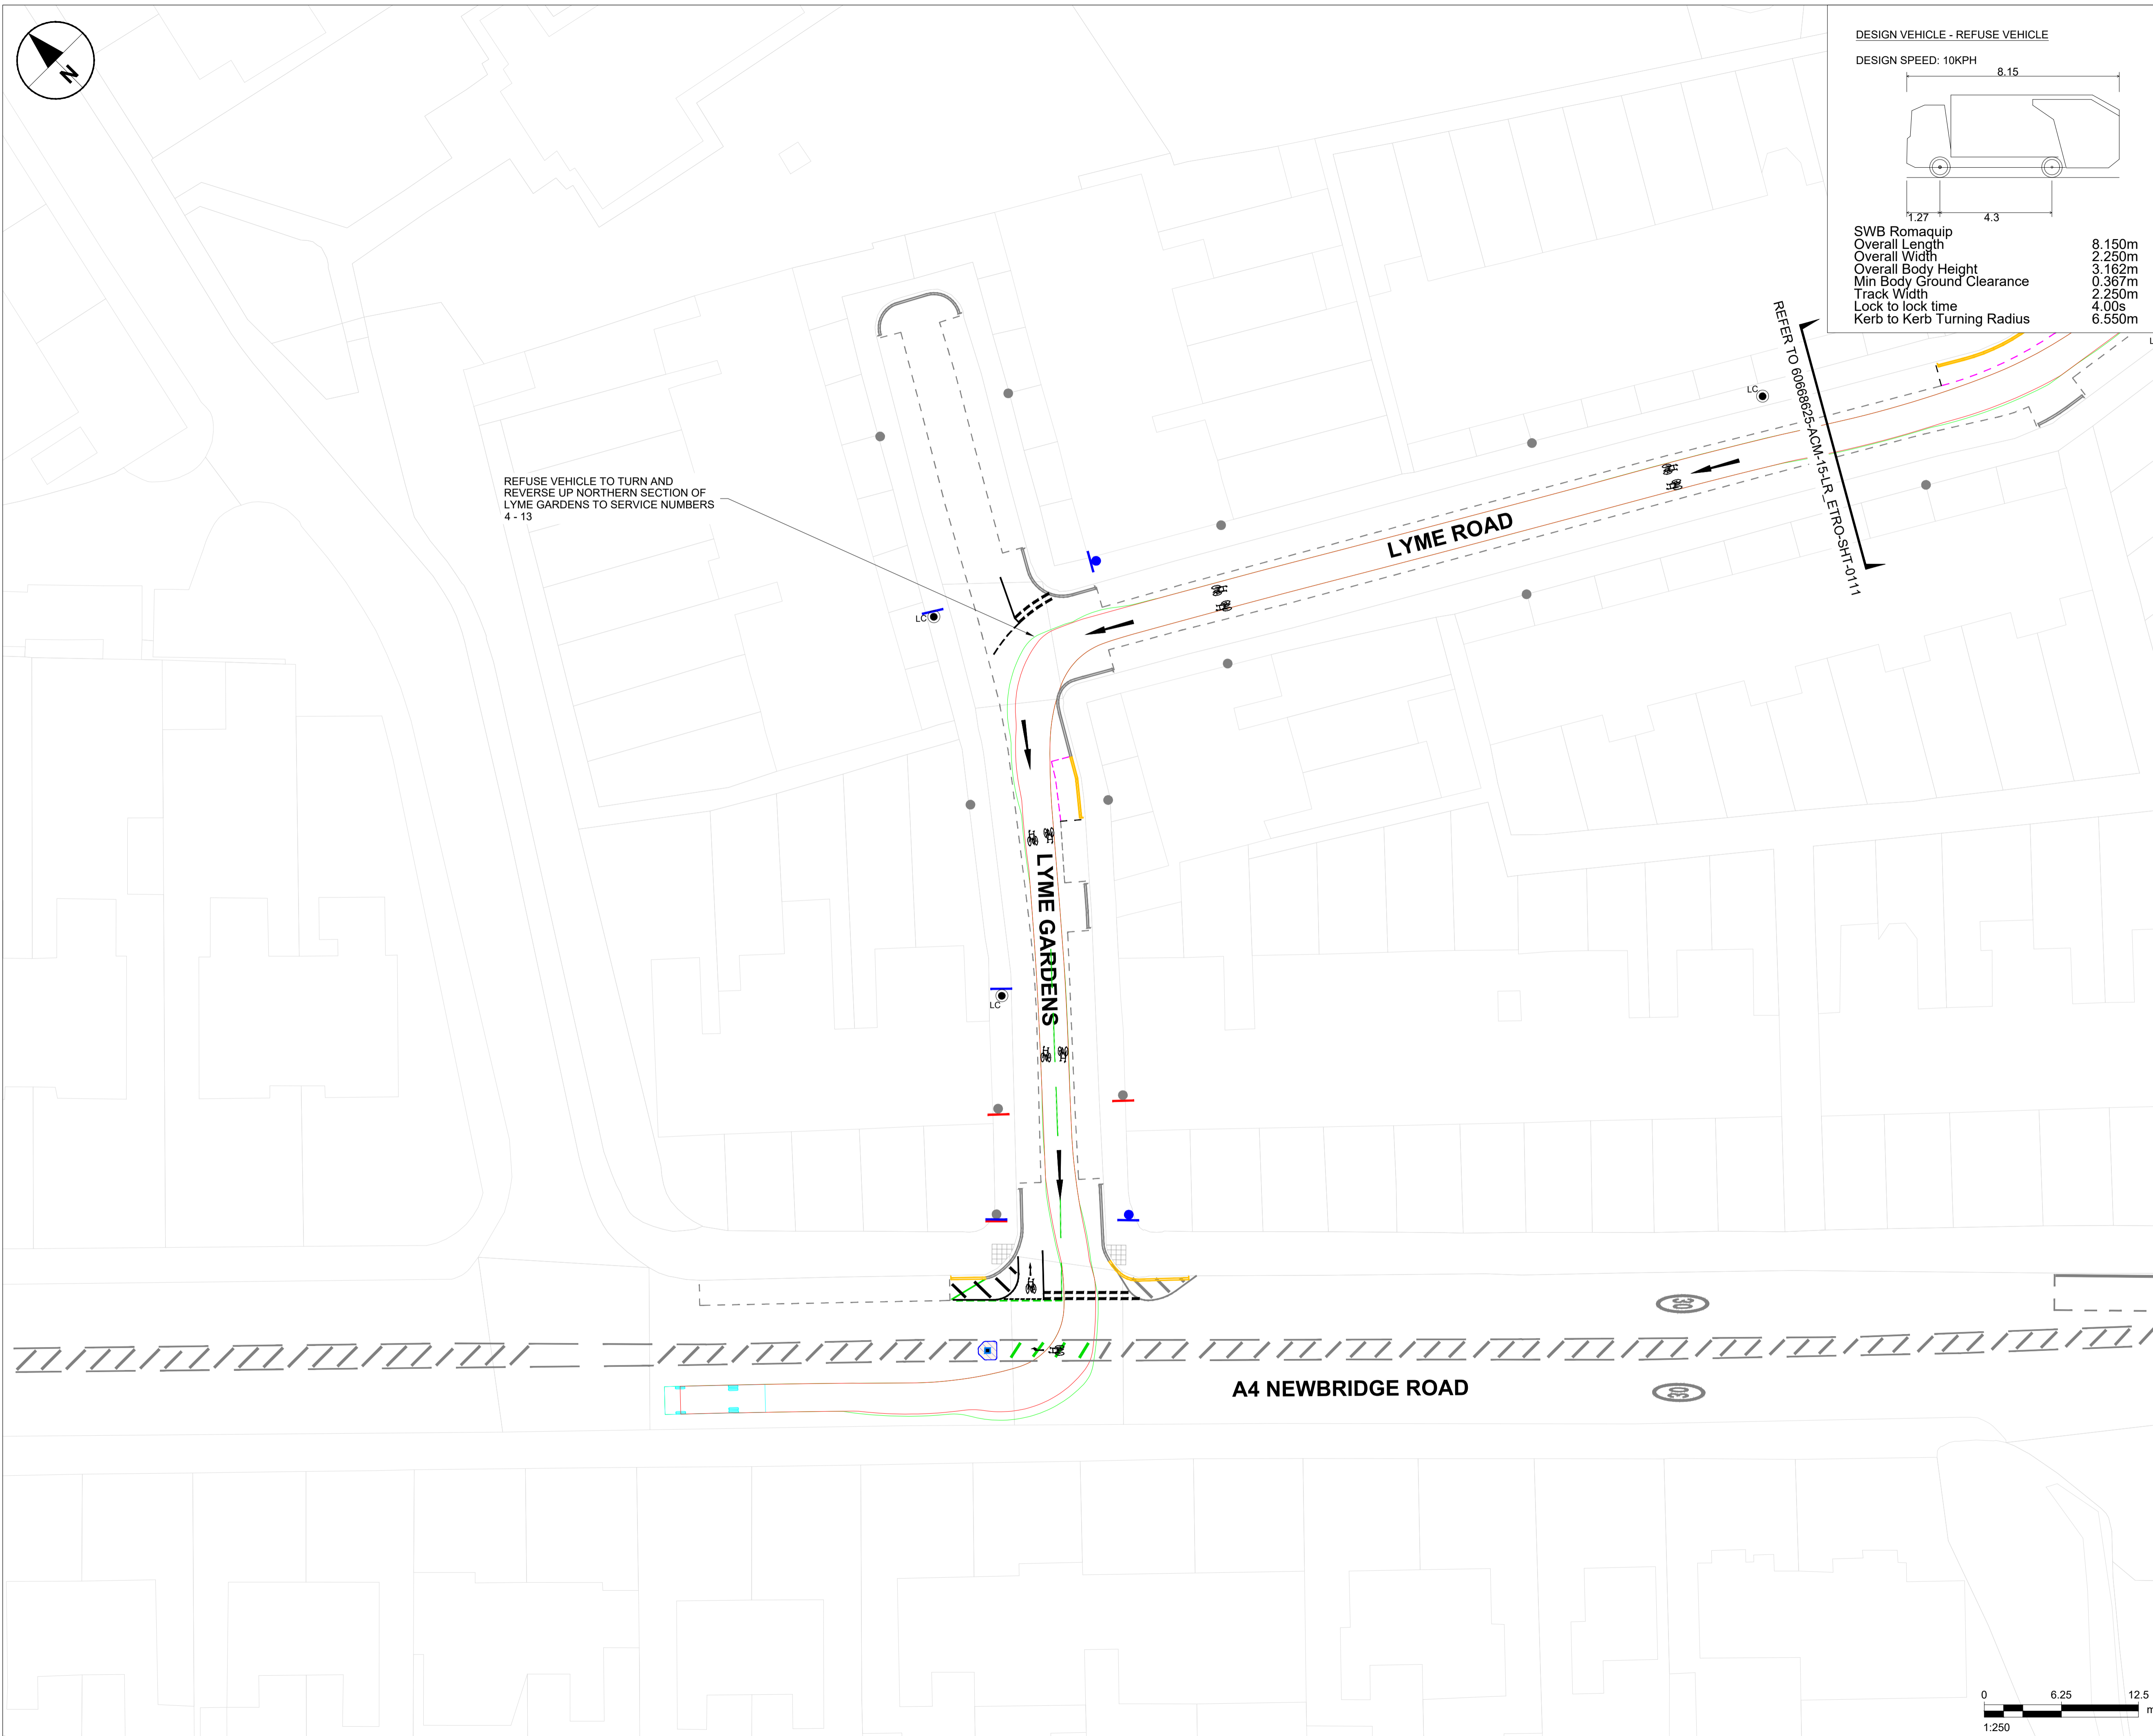 N
DESIGN VEHICLE - REFUSE VEHICLE
DESIGN SPEED: 10KPH
8.15
1.27
4.3
SWB Romaquip
Overall Length 8.150m
Overall Width 2.250m
Overall Body Height 3.162m
Min Body Ground Clearance 0.367m
Track Width 2.250m
Lock to lock time 4.00s
Kerb to Kerb Turning Radius 6.550m
REFER TO 60668625-ACM-15-LR_ETRO-SHT-0111
LC
L
REFUSE VEHICLE TO TURN AND
REVERSE UP NORTHERN SECTION OF
LYME GARDENS TO SERVICE NUMBERS
4 - 13
LYME ROAD
LC
LYME GARDENS
LC
30
A4 NEWBRIDGE ROAD
30
0 6.25 12.5
m
1:250